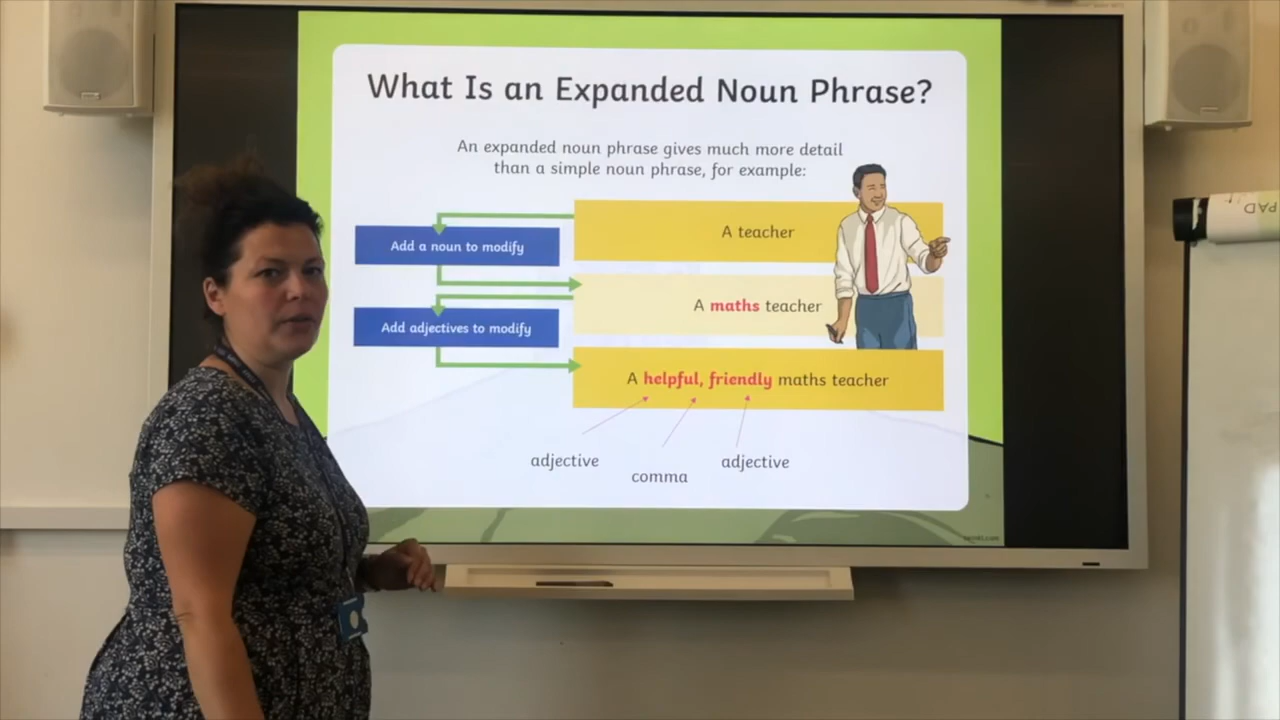 What Is an Expanded Noun Phrase?
An expanded noun phrase gives much more detail
than a simple noun phrase, for example:
A teacher
Add a noun to modify
A maths teacher
Add adjectives to modify
A helpful, friendly maths teacher
adjective
comma
adjective
PAD